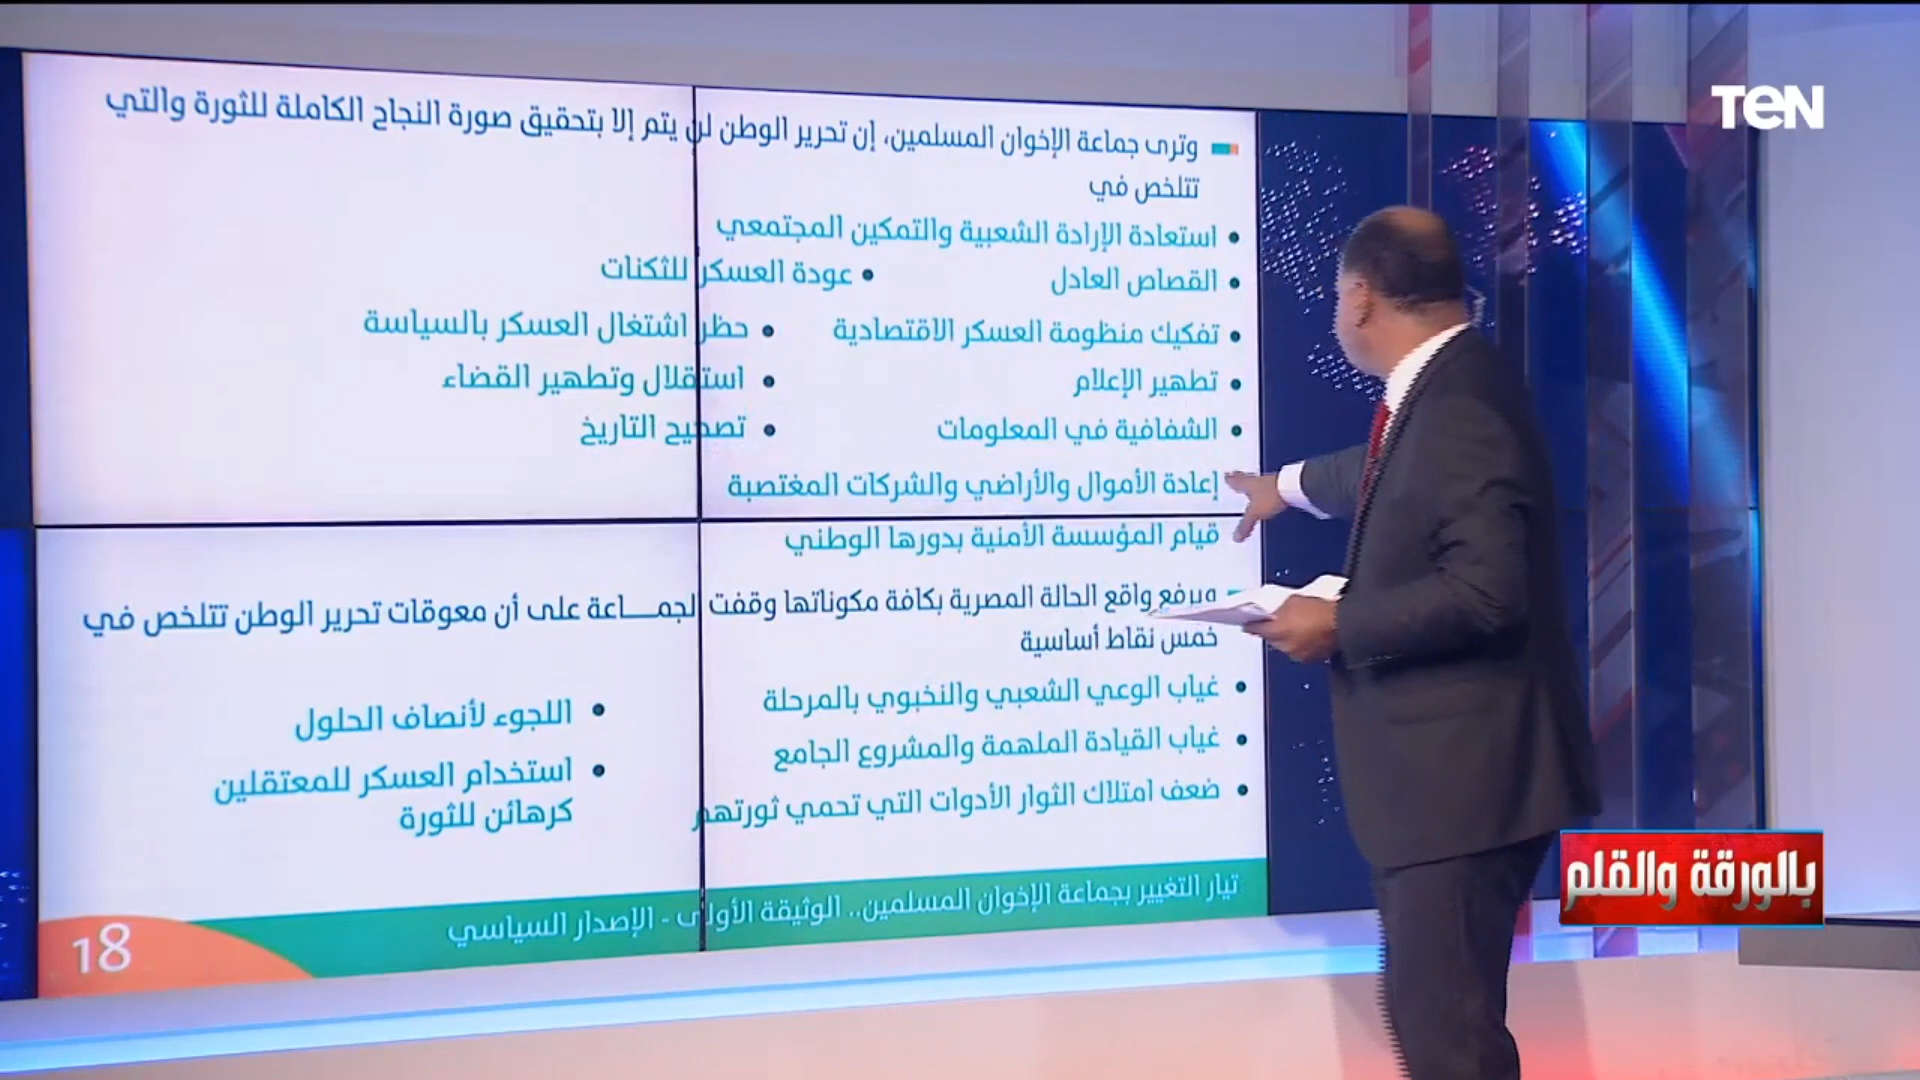 TeN
وترى جماعة الإخوان المسلمين، إن تحرير الوطن لن يتم إلا بتحقيق صورة النجاح الكاملة للثورة والتي
تتلخص في
• استعادة الإرادة الشعبية والتمكين المجتمعي
• القصاص العادل
• عودة العسكر للثكنات
• تفكيك منظومة العسكر الاقتصادية
• حظر اشتغال العسكر بالسياسة
• تطهير الإعلام
• استقلال وتطهير القضاء
• الشفافية في المعلومات
• تصحيح التاريخ
إعادة الأموال والأراضي والشركات المغتصبة
قيام المؤسسة الأمنية بدورها الوطني
وبرفع واقع الحالة المصرية بكافة مكوناتها وقفت الجمــاعة على أن معوقات تحرير الوطن تتلخص في
خمس نقاط أساسية
• غياب الوعي الشعبي والنخبوي بالمرحلة
• غياب القيادة الملهمة والمشروع الجامع
• ضعف امتلاك الثوار الأدوات التي تحمي ثورتهم
• اللجوء لأنصاف الحلول
• استخدام العسكر للمعتقلين
كرهائن للثورة
تيار التغيير بجماعة الإخوان المسلمين.. الوثيقة الأولى - الإصدار السياسي
18
بالورقة والقلم